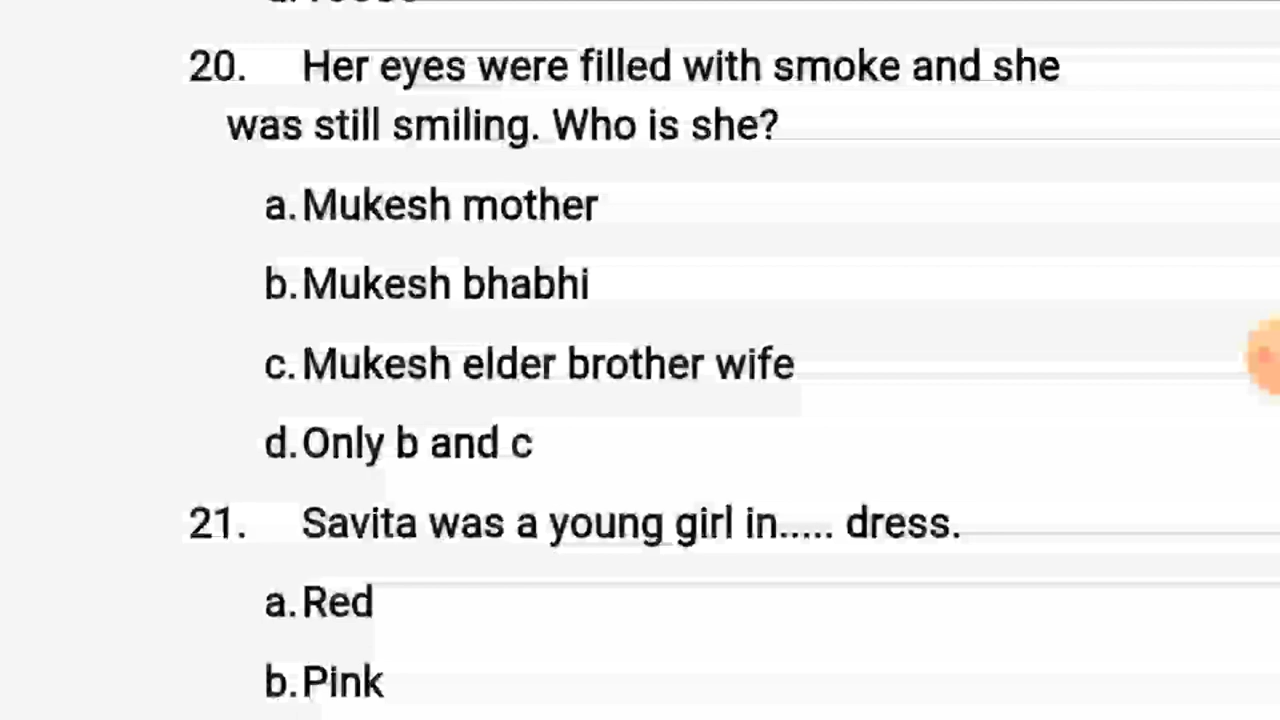 20. Her eyes were filled with smoke and she
was still smiling. Who is she?
a. Mukesh mother
b. Mukesh bhabhi
c. Mukesh elder brother wife
d. Only b and c
21. Savita was a young girl in..... dress.
a. Red
b. Pink